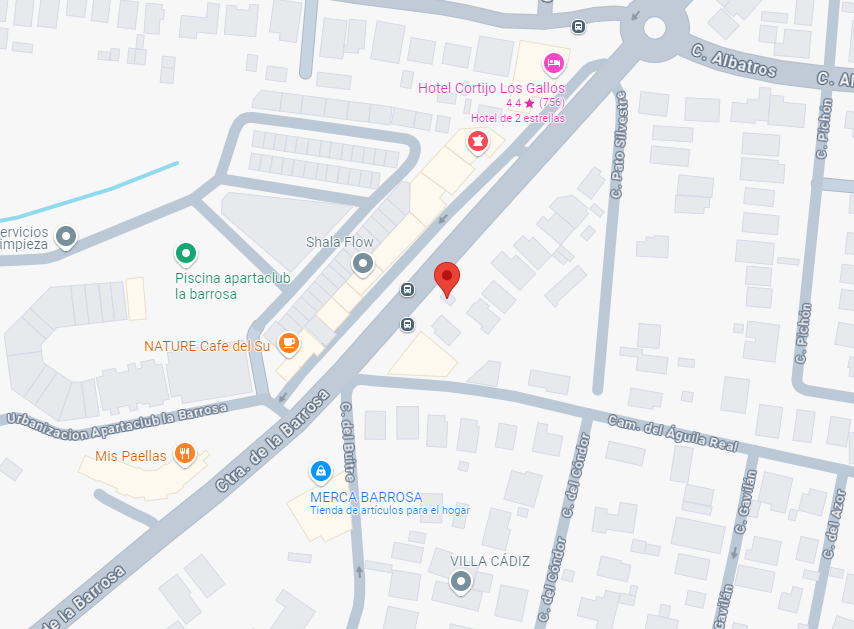 C. Albatros
C. Al
Hotel Cortijo Los Gallos
4.4 ★ (756)
Hotel de 2 estrellas
C. Pato Silvestre
C. Pichón
ervicios
impieza
Shala Flow
Piscina apartaclub
la barrosa
NATURE Cafe del Su
C. Pichón
Urbanizacion Apartaclub la Barrosa
Ctra. de la Barrosa
C. del Buitre
Cam. del Águila Real
Mis Paellas
C. del Cóndor
MERCA BARROSA
Tienda de artículos para el hogar
C. Gavilán
C. del Azor
VILLA CÁDIZ
C. del Cóndor
de la Barrosa
Gavilán